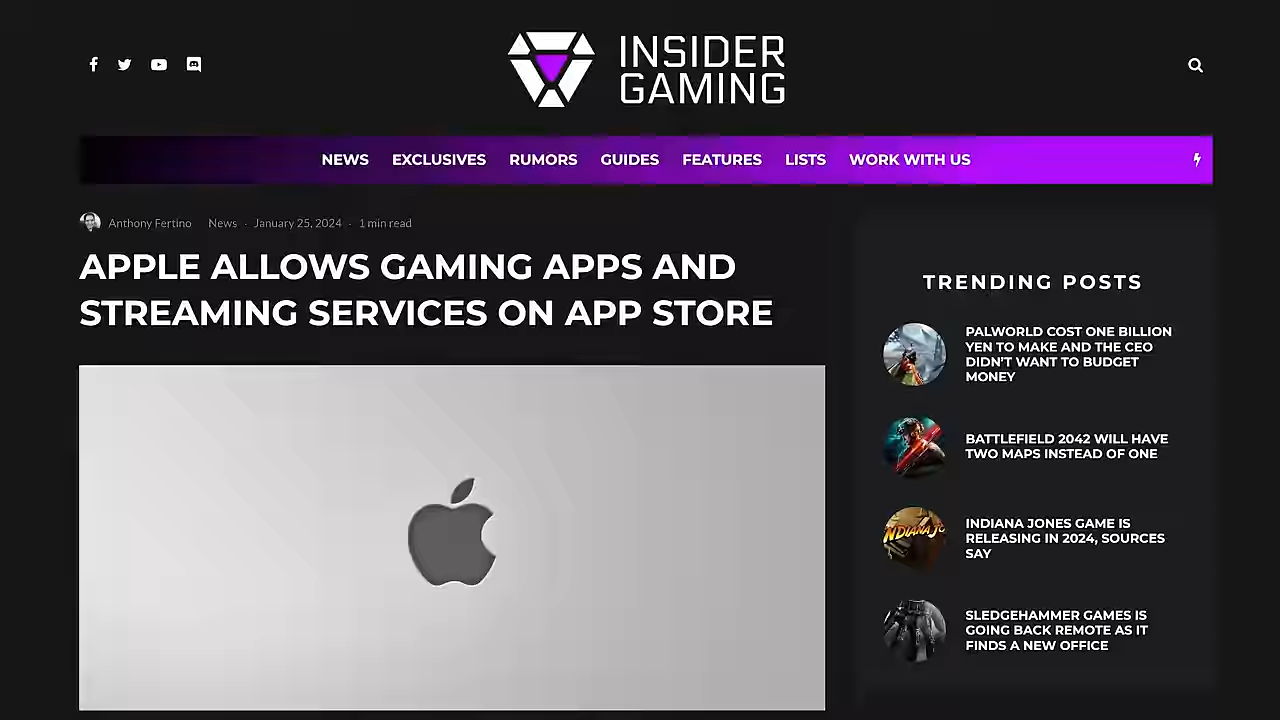 INSIDER
GAMING
NEWS EXCLUSIVES RUMORS GUIDES FEATURES LISTS WORK WITH US
Anthony Fertino News · January 25, 2024 · 1 min read
APPLE ALLOWS GAMING APPS AND
STREAMING SERVICES ON APP STORE
TRENDING POSTS
PALWORLD COST ONE BILLION
YEN TO MAKE AND THE CEO
DIDN'T WANT TO BUDGET
MONEY
BATTLEFIELD 2042 WILL HAVE
TWO MAPS INSTEAD OF ONE
NDIANA JO
INDIANA JONES GAME IS
RELEASING IN 2024, SOURCES
SAY
SLEDGEHAMMER GAMES IS
GOING BACK REMOTE AS IT
FINDS A NEW OFFICE